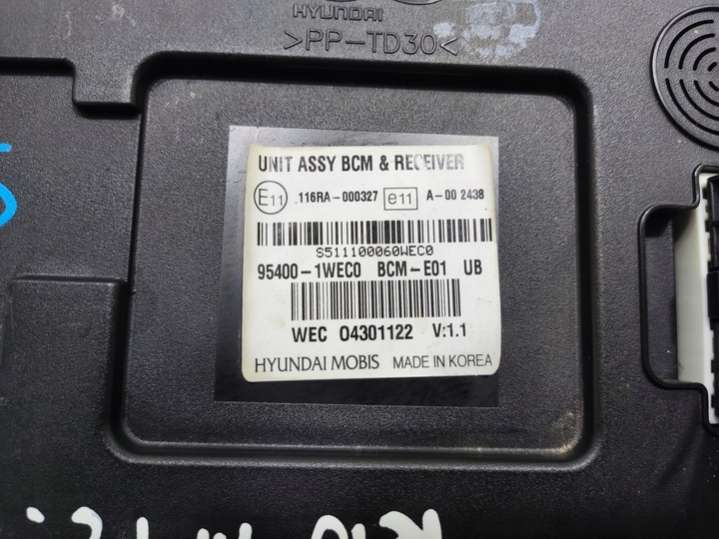 HYUNDAI
>PP-TD30<
UNIT ASSY BCM & RECEIVER
E11 .116RA-000327 e11 A-00 2438
S511100060WEC0
95400-1WEC0 BCM-E01 UB
WEC 04301122 V:1.1
HYUNDAI MOBIS MADE IN KOREA